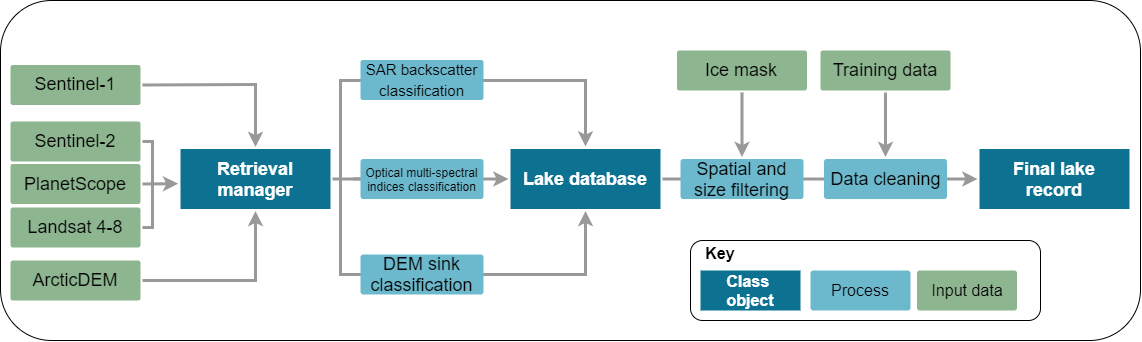 Sentinel-1
Sentinel-2
PlanetScope
Landsat 4-8
ArcticDEM
Retrieval
manager
SAR backscatter
classification
Optical multi-spectral
indices classification
DEM sink
classification
Lake database
Ice mask
Spatial and
size filtering
Training data
Data cleaning
Final lake
record
Key
Class
object
Process
Input data